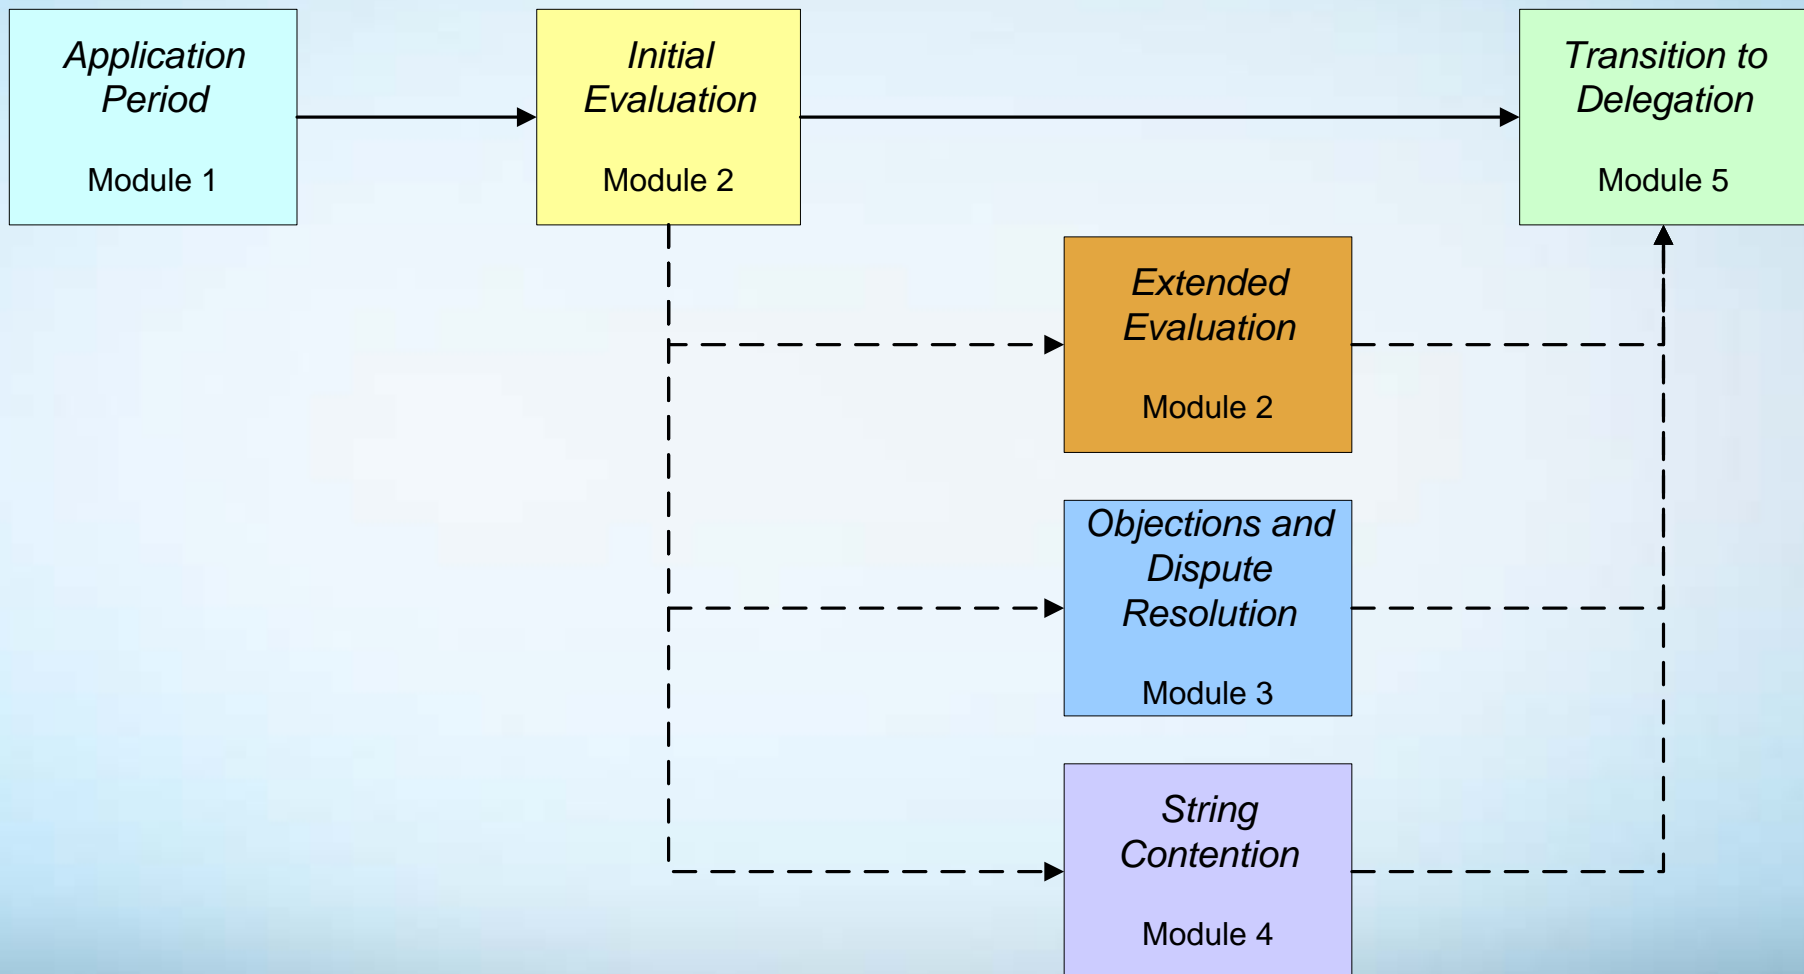 Application
Period
Module 1
Initial
Evaluation
Module 2
Transition to
Delegation
Module 5
Extended
Evaluation
Module 2
Objections and
Dispute
Resolution
Module 3
String
Contention
Module 4